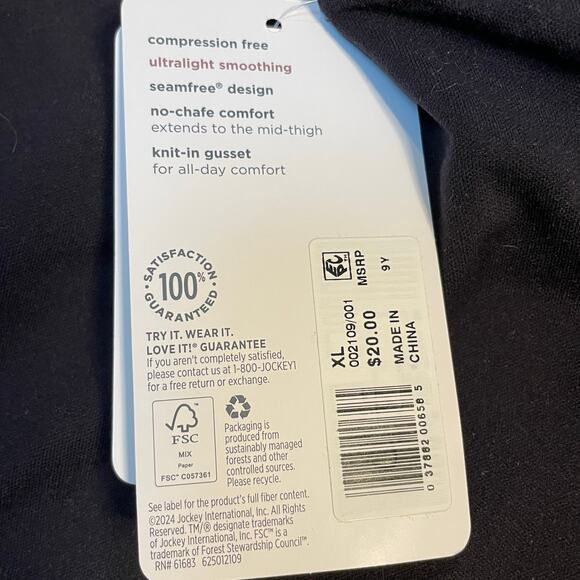 compression free
ultralight smoothing
seamfree® design
no-chafe comfort
extends to the mid-thigh
knit-in gusset
for all-day comfort
SATISFACTION
100%
GUARANTEED
TRY IT. WEAR IT.
LOVE IT!® GUARANTEE
If you aren't completely satisfied,
please contact us at 1-800-JOCKEY1
for a free return or exchange.
FSC
MIX
Paper
FSC® C057361
Packaging is
produced from
sustainably managed
forests and other
controlled sources.
Please recycle.
See label for the product's full fiber content.
©2024 Jockey International, Inc. All Rights
Reserved. TM/® designate trademarks
of Jockey International, Inc. FSC™ is a
trademark of Forest Stewardship Council™.
RN# 61683 625012109
XL
002109/001
$20.00
MSRP
9Y
MADE IN
CHINA
0 37882 00658 5